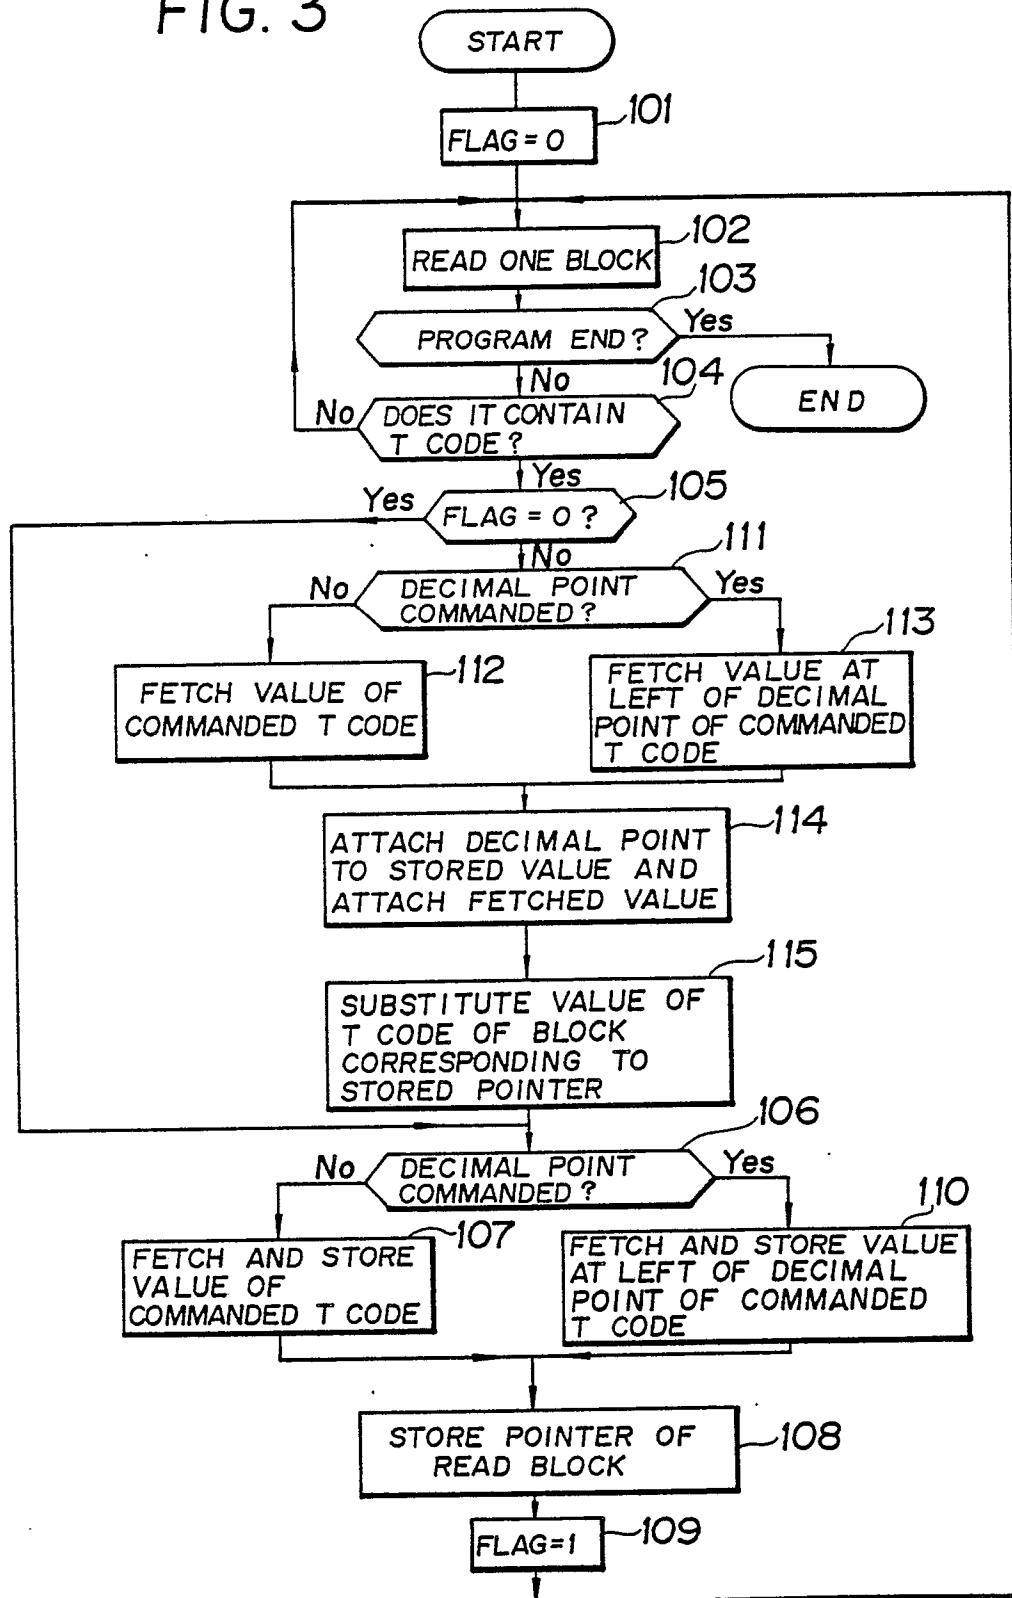 FIG. 3
START
101
FLAG = 0
102
READ ONE BLOCK
103
PROGRAM END?
Yes
No
END
104
DOES IT CONTAIN
T CODE?
No
Yes
105
FLAG = 0 ?
Yes
No
111
DECIMAL POINT
COMMANDED?
No
Yes
112
FETCH VALUE OF
COMMANDED T CODE
113
FETCH VALUE AT
LEFT OF DECIMAL
POINT OF COMMANDED
T CODE
114
ATTACH DECIMAL POINT
TO STORED VALUE AND
ATTACH FETCHED VALUE
115
SUBSTITUTE VALUE OF
T CODE OF BLOCK
CORRESPONDING TO
STORED POINTER
106
DECIMAL POINT
COMMANDED?
No
Yes
107
FETCH AND STORE
VALUE OF
COMMANDED T CODE
110
FETCH AND STORE VALUE
AT LEFT OF DECIMAL
POINT OF COMMANDED
T CODE
108
STORE POINTER OF
READ BLOCK
109
FLAG=1